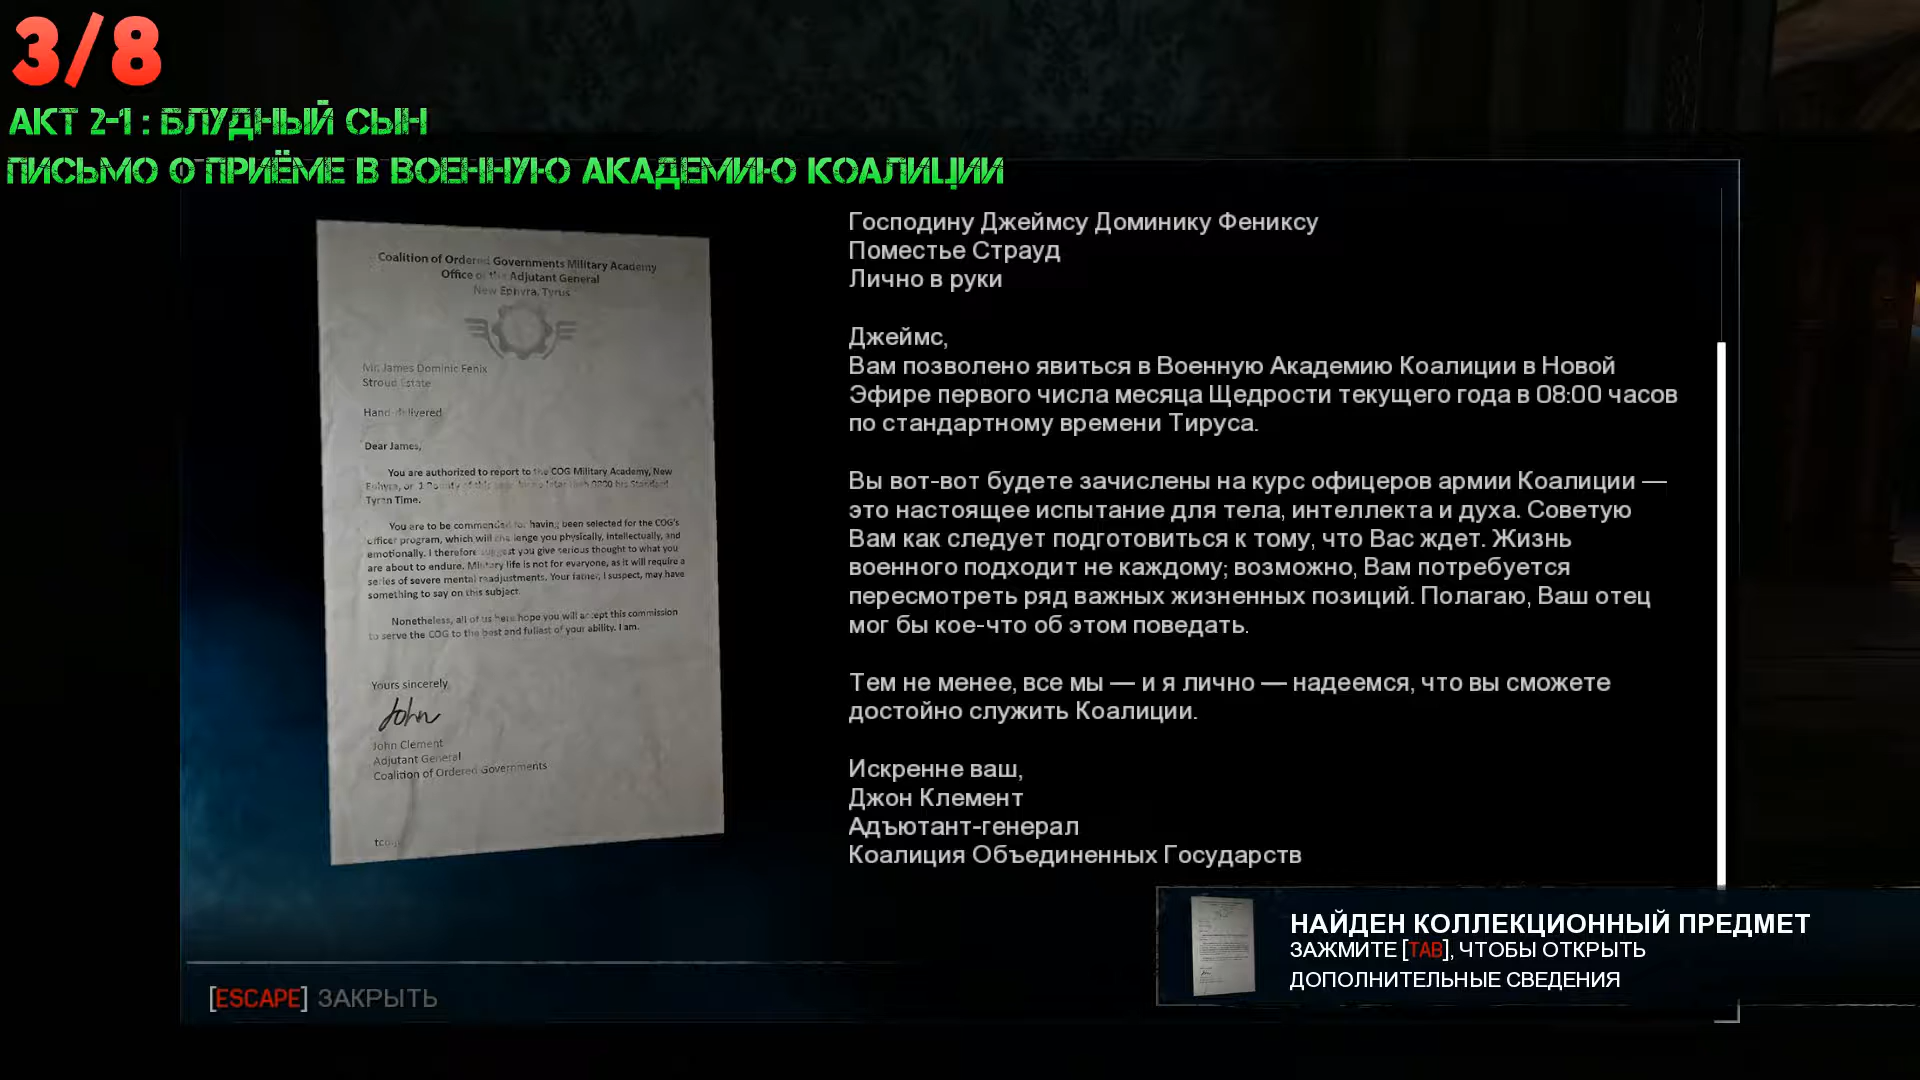 3/8
АКТ 2-1 : БЛУДНЫЙ СЫН
ПИСЬМО О ПРИЁМЕ В ВОЕННУЮ АКАДЕМИЮ КОАЛИЦИИ
Coalition of Ordered Governments Military Academy
Office of the Adjutant General
New Ephyra, Tyrus
Mr. James Dominic Fenix
Stroud Estate
Hand-delivered
Dear James,
You are authorized to report to the COG Military Academy, New
Ephyra, on 1 of this 0800 hrs Standard
Tyran Time.
You are to be commended for having been selected for the COG's
officer program, which will challenge you physically, intellectually, and
emotionally. I therefore suggest you give serious thought to what you
are about to endure. Military life is not for everyone, as it will require a
series of severe mental readjustments. Your father, I suspect, may have
something to say on this subject.
Nonetheless, all of us here hope you will accept this commission
to serve the COG to the best and fullest of your ability. I am.
Yours sincerely
John
John Clement
Adjutant General
Coalition of Ordered Governments
Господину Джеймсу Доминику Фениксу
Поместье Страуд
Лично в руки
Джеймс,
Вам позволено явиться в Военную Академию Коалиции в Новой
Эфире первого числа месяца Щедрости текущего года в 08:00 часов
по стандартному времени Тируса.
Вы вот-вот будете зачислены на курс офицеров армии Коалиции —
это настоящее испытание для тела, интеллекта и духа. Советую
Вам как следует подготовиться к тому, что Вас ждет. Жизнь
военного подходит не каждому; возможно, Вам потребуется
пересмотреть ряд важных жизненных позиций. Полагаю, Ваш отец
мог бы кое-что об этом поведать.
Тем не менее, все мы — и я лично — надеемся, что вы сможете
достойно служить Коалиции.
Искренне ваш,
Джон Клемент
Адъютант-генерал
Коалиция Объединенных Государств
НАЙДЕН КОЛЛЕКЦИОННЫЙ ПРЕДМЕТ
ЗАЖМИТЕ [TAB], ЧТОБЫ ОТКРЫТЬ
ДОПОЛНИТЕЛЬНЫЕ СВЕДЕНИЯ
[ESCAPE] ЗАКРЫТЬ